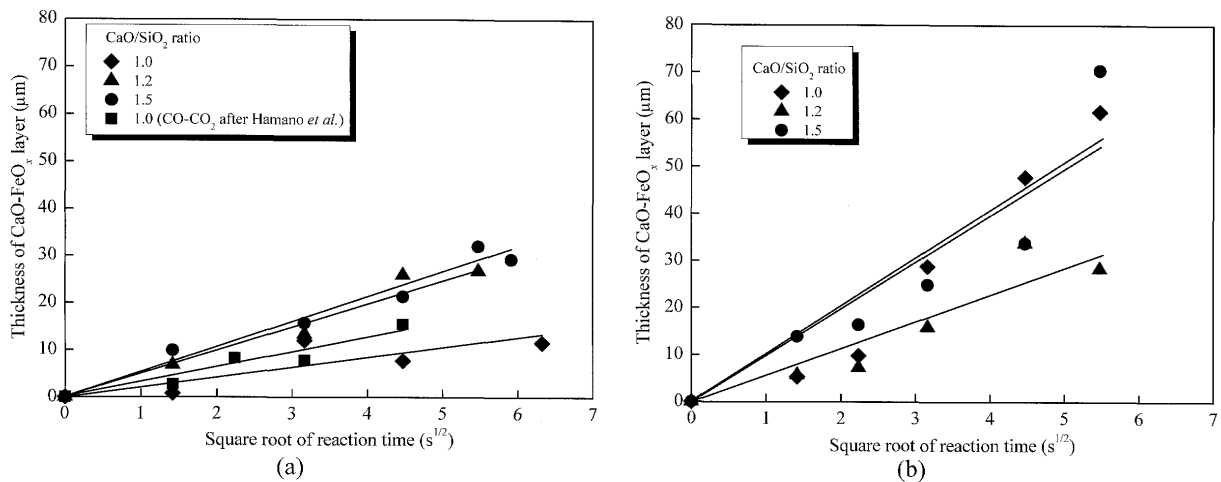 80
70
60
50
40
30
20
10
0
Thickness of CaO-FeOₓ layer (μm)
CaO/SiO₂ ratio
1.0
1.2
1.5
1.0 (CO-CO₂ after Hamano et al.)
0 1 2 3 4 5 6 7
Square root of reaction time (s^1/2)
(a)
80
70
60
50
40
30
20
10
0
Thickness of CaO-FeOₓ layer (μm)
CaO/SiO₂ ratio
1.0
1.2
1.5
0 1 2 3 4 5 6 7
Square root of reaction time (s^1/2)
(b)